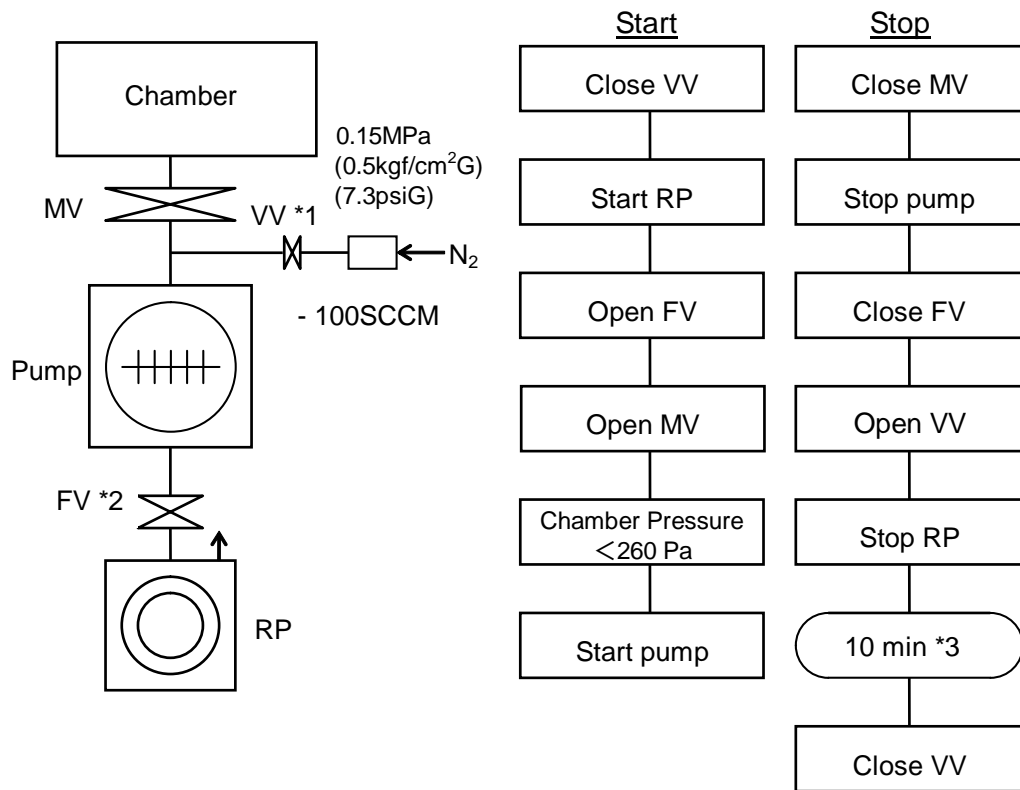 Chamber
0.15MPa
(0.5kgf/cm²G)
(7.3psiG)
MV
VV *1
N₂
- 100SCCM
Pump
FV *2
RP
Start
Close VV
Start RP
Open FV
Open MV
Chamber Pressure
＜260 Pa
Start pump
Stop
Close MV
Stop pump
Close FV
Open VV
Stop RP
10 min *3
Close VV